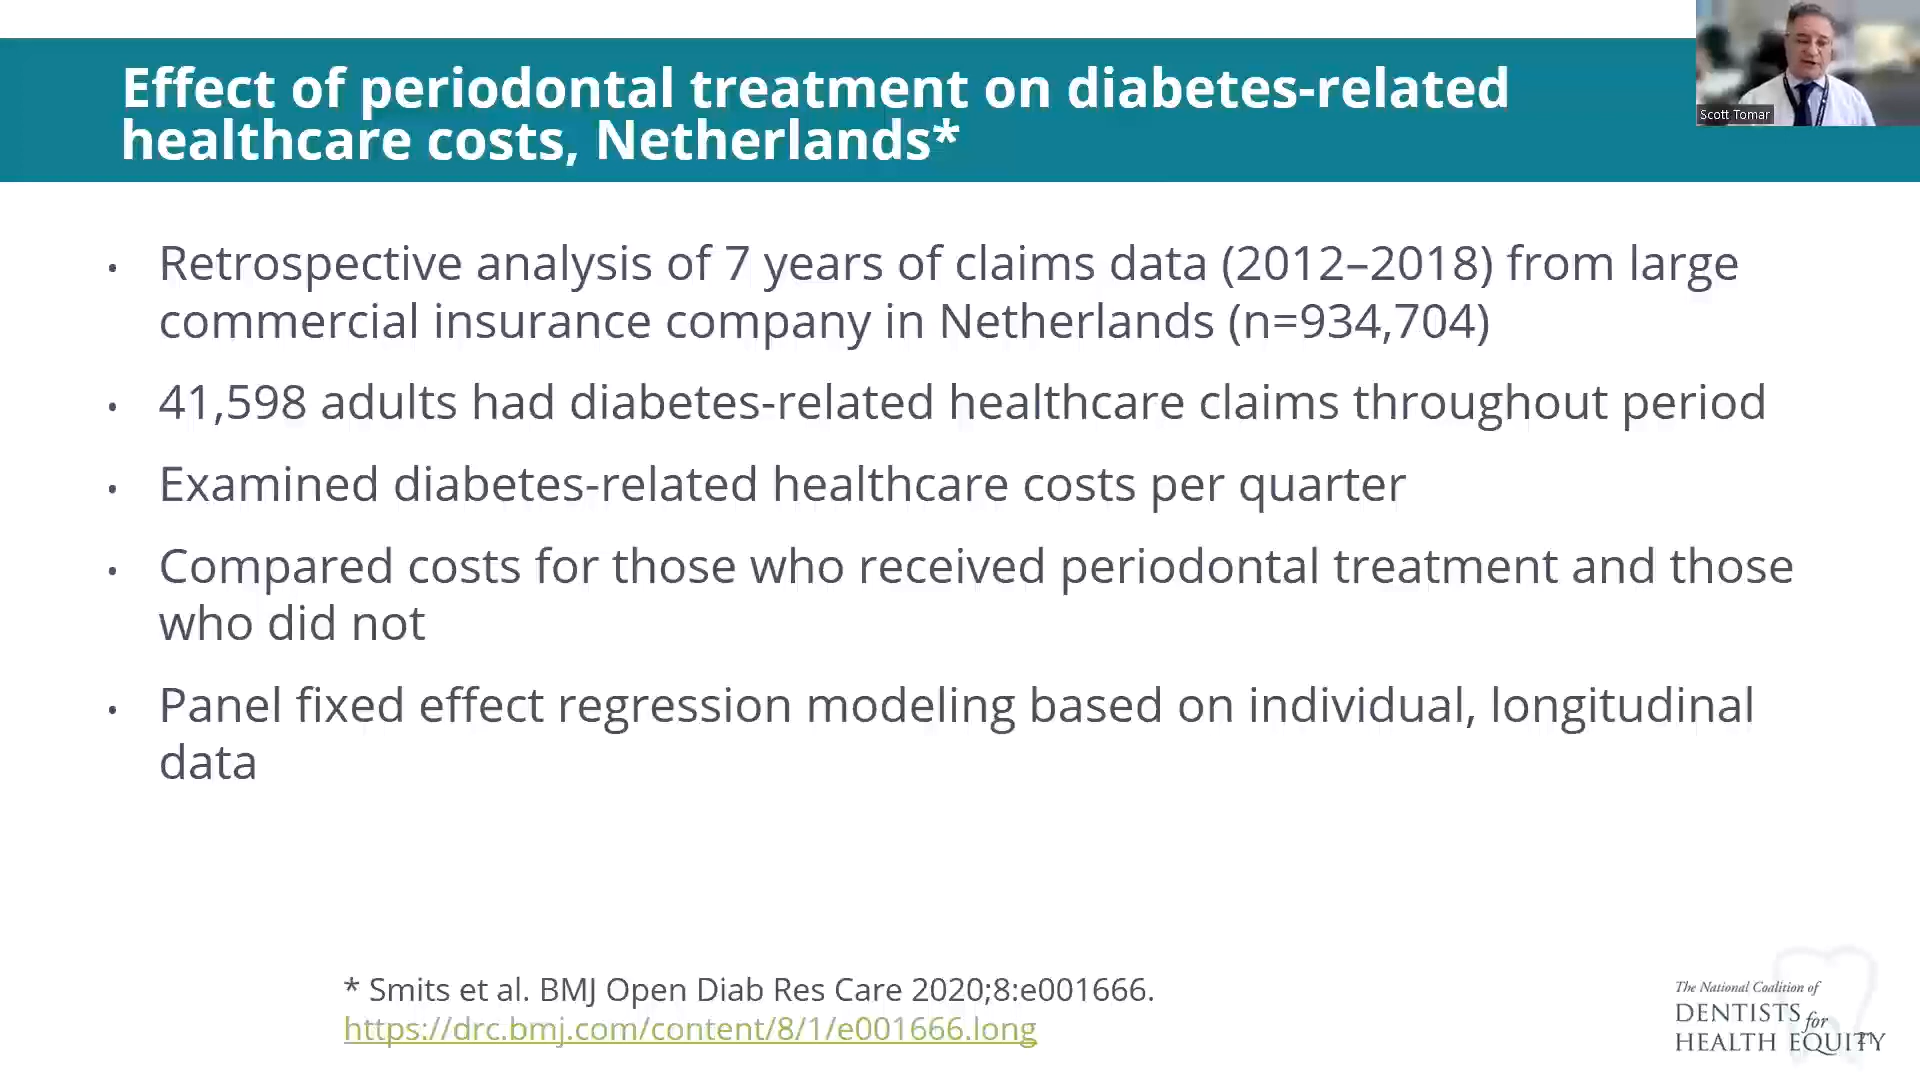 Effect of periodontal treatment on diabetes-related
healthcare costs, Netherlands*
Scott Tomar
• Retrospective analysis of 7 years of claims data (2012–2018) from large
commercial insurance company in Netherlands (n=934,704)
• 41,598 adults had diabetes-related healthcare claims throughout period
• Examined diabetes-related healthcare costs per quarter
• Compared costs for those who received periodontal treatment and those
who did not
• Panel fixed effect regression modeling based on individual, longitudinal
data
* Smits et al. BMJ Open Diab Res Care 2020;8:e001666.
https://drc.bmj.com/content/8/1/e001666.long
The National Coalition of
DENTISTS for
HEALTH EQUITY
21